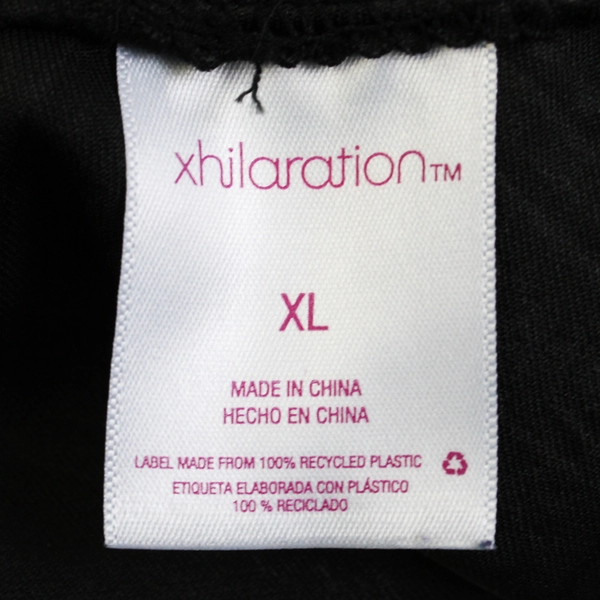 xhilaration™
XL
MADE IN CHINA
HECHO EN CHINA
LABEL MADE FROM 100% RECYCLED PLASTIC
ETIQUETA ELABORADA CON PLÁSTICO
100 % RECICLADO